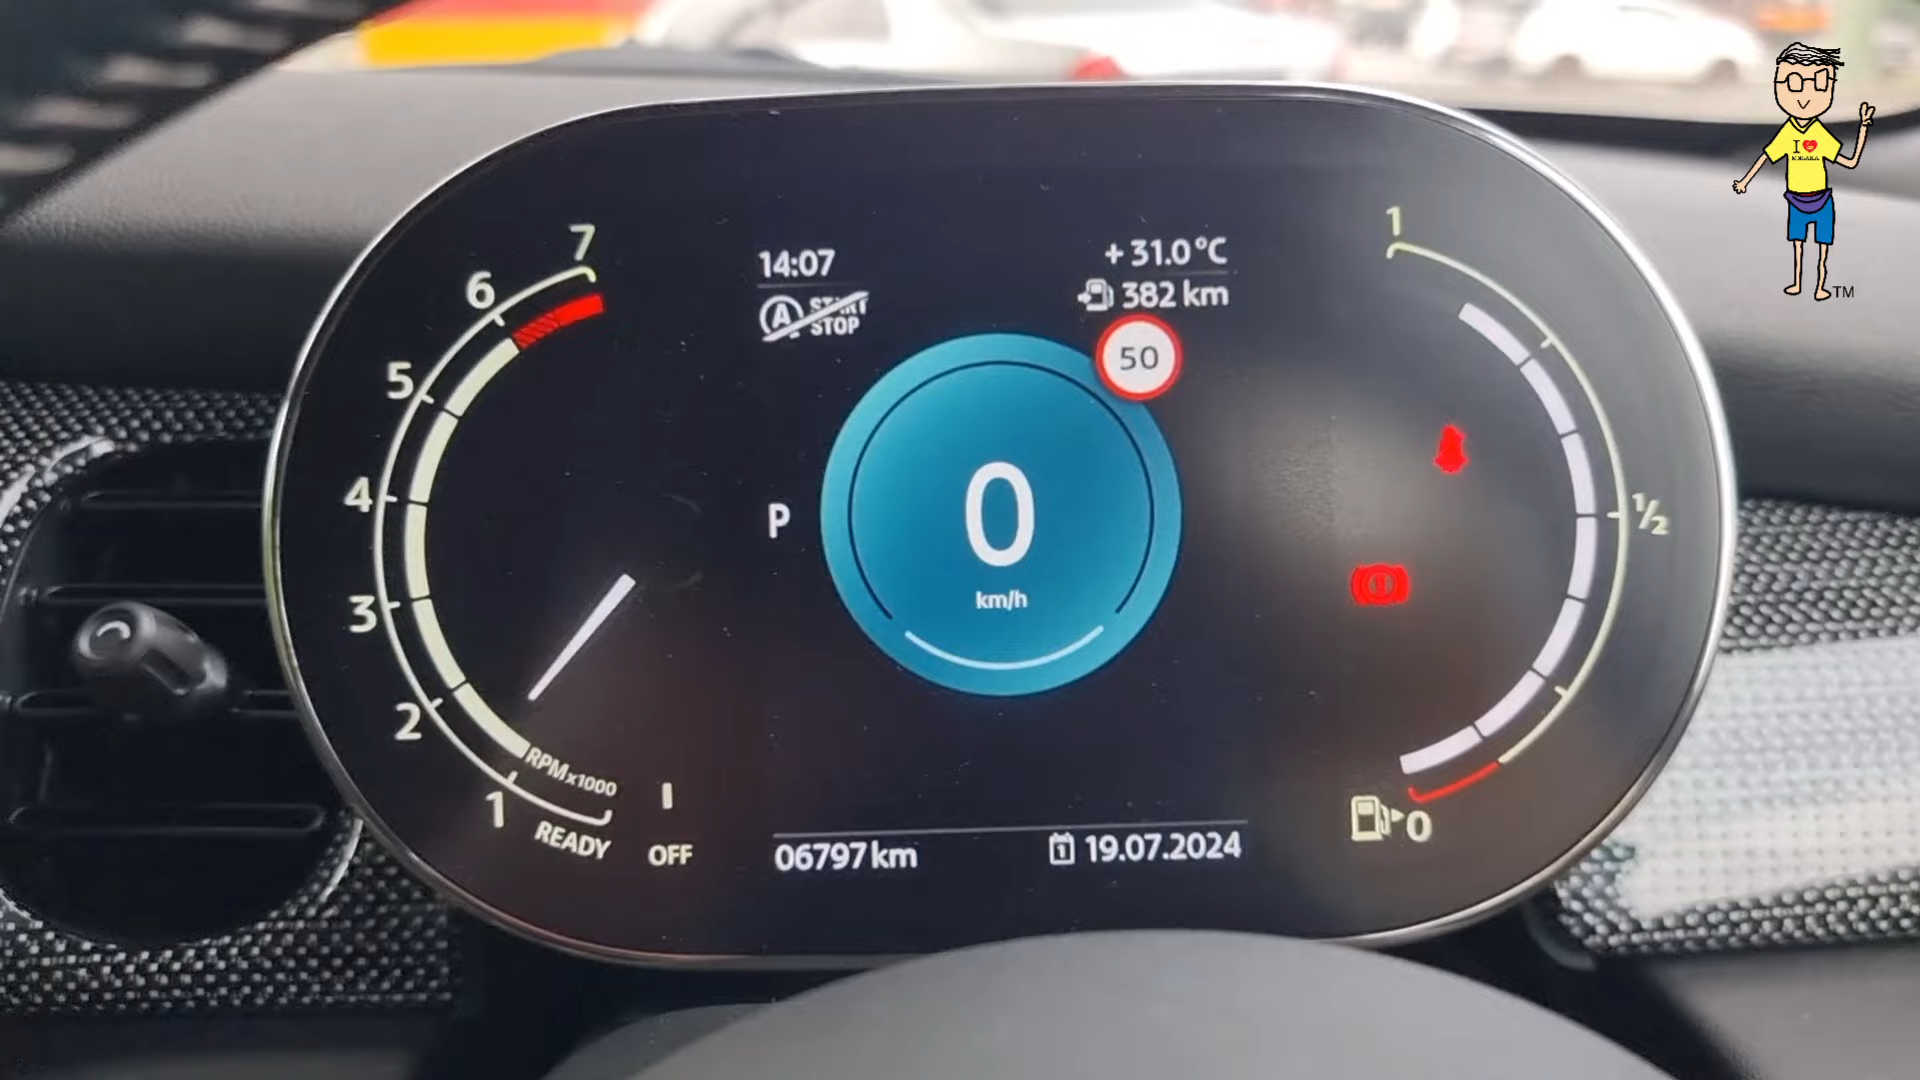 7
6
5
4
3
2
1
RPMx1000
READY
OFF
14:07
A START STOP
+ 31.0°C
382 km
50
P
0
km/h
06797 km
19.07.2024
1
1/2
0
I
TM